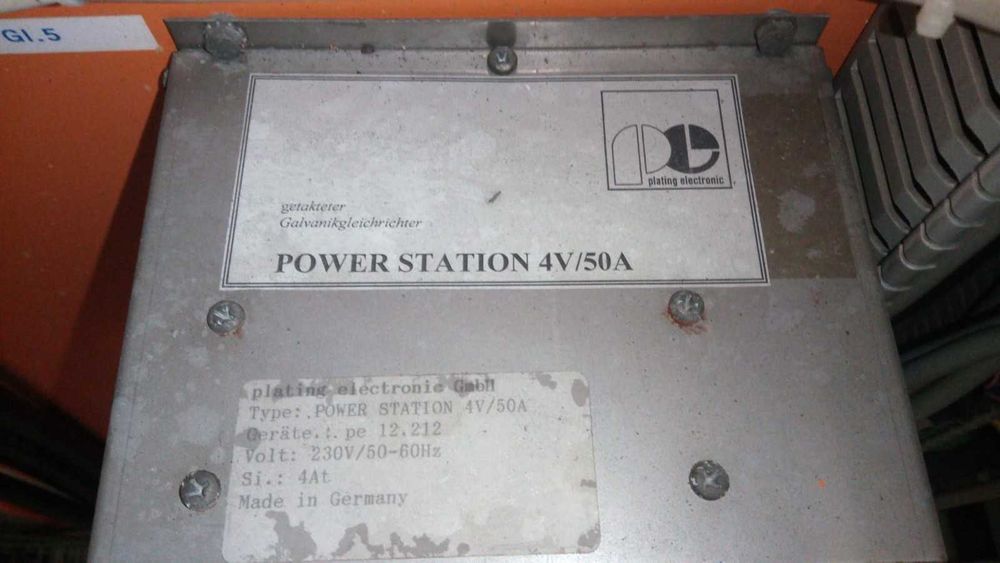 Gl.5
pe
plating electronic
getakteter
Galvanikgleichrichter
POWER STATION 4V/50A
plating electronic GmbH
Type: POWER STATION 4V/50A
Geräte.: pe 12.212
Volt: 230V/50-60Hz
Si.: 4At
Made in Germany